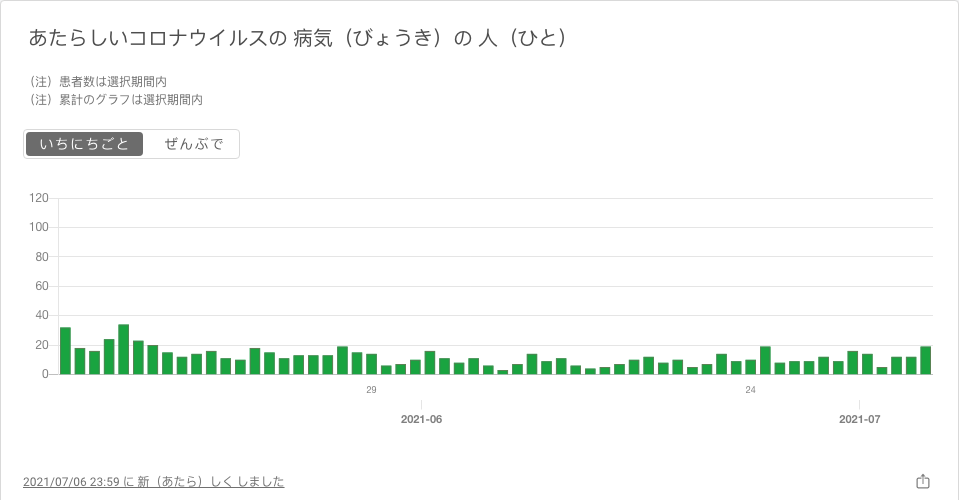 あたらしいコロナウイルスの 病気（びょうき）の 人（ひと）
（注）患者数は選択期間内
（注）累計のグラフは選択期間内
いちにちごと ぜんぶで
120
100
80
60
40
20
0
29 24
2021-06 2021-07
2021/07/06 23:59 に 新（あたら）しく しました